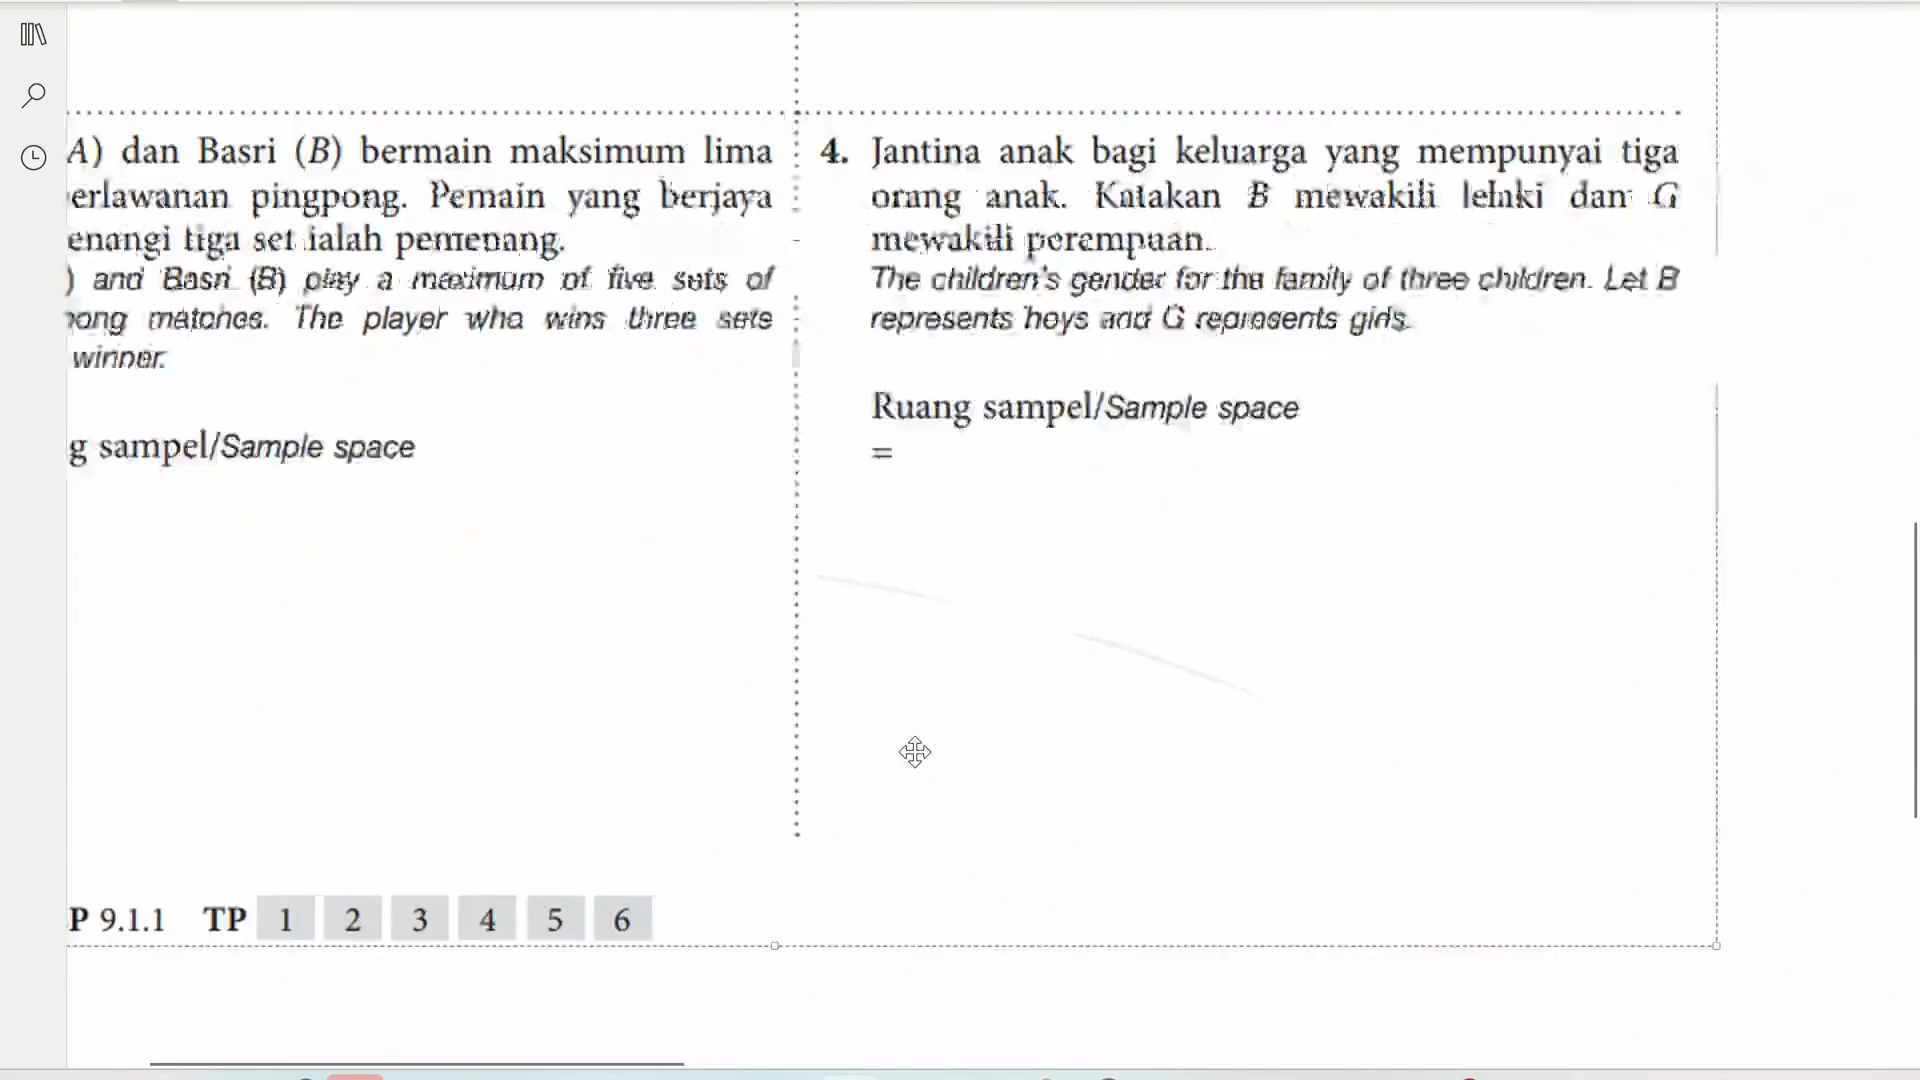 A) dan Basri (B) bermain maksimum lima
erlawanan pingpong. Pemain yang berjaya
enangi tiga set ialah pemenang.
) and Basri (B) play a maximum of five sets of
pong matches. The player who wins three sets
winner.
g sampel/Sample space
4. Jantina anak bagi keluarga yang mempunyai tiga
orang anak. Katakan B mewakili lelaki dan G
mewakili perempuan.
The children's gender for the family of three children. Let B
represents boys and G represents girls.
Ruang sampel/Sample space
=
P 9.1.1 TP 1 2 3 4 5 6